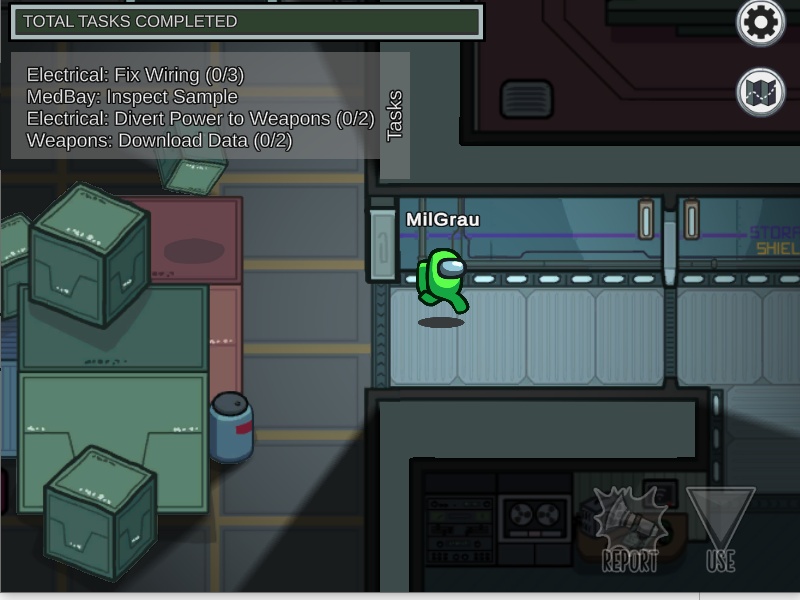 TOTAL TASKS COMPLETED
Electrical: Fix Wiring (0/3)
MedBay: Inspect Sample
Electrical: Divert Power to Weapons (0/2)
Weapons: Download Data (0/2)
Tasks
MilGrau
SHIEL
REPORT
USE